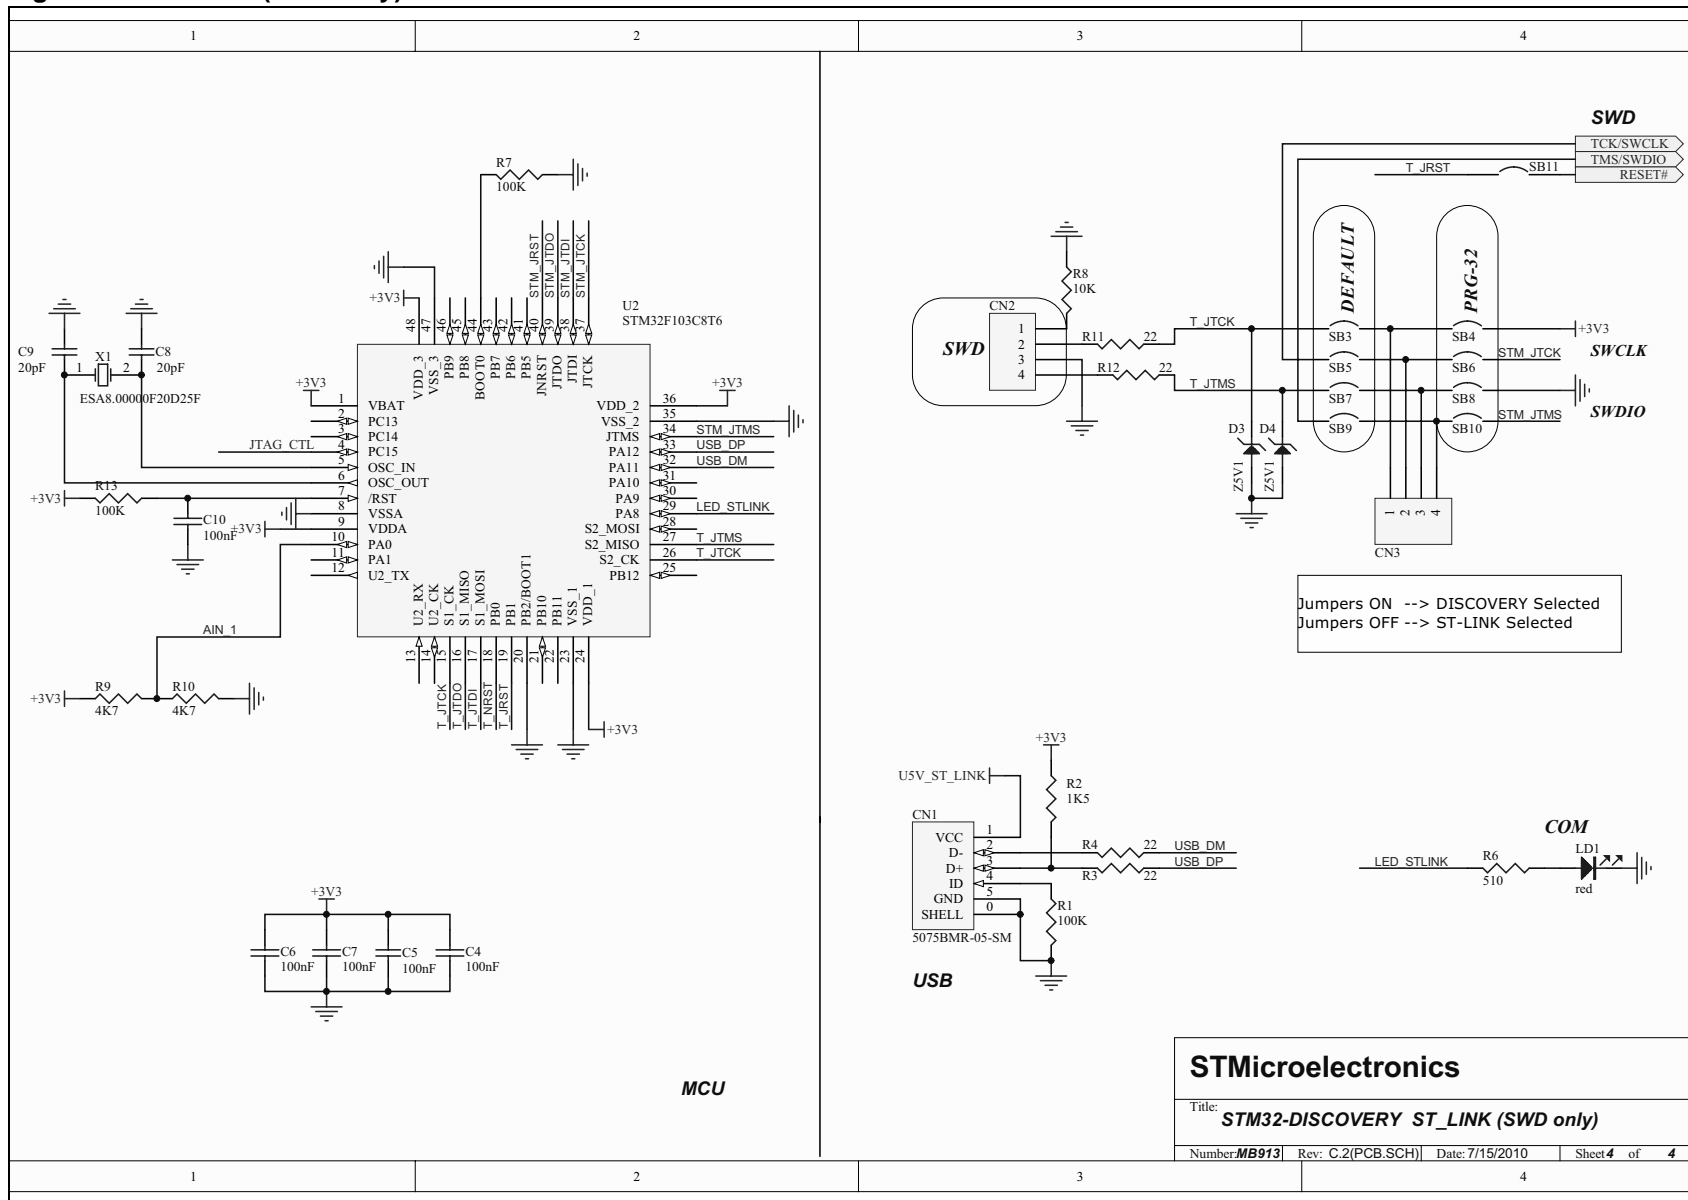 1 2 3 4
SWD
TCK/SWCLK
TMS/SWDIO
RESET#
T_JRST SB11
R7
100K
+3V3
STM_JRST
STM_JTDO
STM_JTDI
STM_JTCK
U2
STM32F103C8T6
48 47 46 45 44 43 42 41 40 39 38 37
VDD_3
VSS_3
PB9
PB8
BOOT0
PB7
PB6
PB5
JNRST
JTDO
JTDI
JTCK
C9
20pF
X1
1 2
C8
20pF
ESA8.00000F20D25F
+3V3
1 VBAT
2 PC13
3 PC14
JTAG_CTL 4 PC15
5 OSC_IN
6 OSC_OUT
7 /RST
8 VSSA
9 VDDA
10 PA0
11 PA1
12 U2_TX
+3V3
R13
100K
C10
100nF
+3V3
VDD_2 36
+3V3
VSS_2 35
JTMS 34 STM_JTMS
PA12 33 USB_DP
PA11 32 USB_DM
PA10 31
PA9 30
PA8 29 LED_STLINK
S2_MOSI 28
S2_MISO 27 T_JTMS
S2_CK 26 T_JTCK
PB12 25
U2_RX
U2_CK
S1_CK
S1_MISO
S1_MOSI
PB0
PB1
PB2/BOOT1
PB10
PB11
VSS_1
VDD_1
13 14 15 16 17 18 19 20 21 22 23 24
T_JTCK
T_JTDO
T_JTDI
T_NRST
T_JRST
+3V3
AIN_1
+3V3
R9
4K7
R10
4K7
+3V3
C6
100nF
C7
100nF
C5
100nF
C4
100nF
MCU
R8
10K
SWD
CN2
1
2
3
4
R11 22 T_JTCK
R12 22 T_JTMS
DEFAULT
PRG-32
SB3 SB4 +3V3
SWCLK
SB5 SB6 STM_JTCK
SB7 SB8
SWDIO
SB9 SB10 STM_JTMS
D3 D4
Z5V1 Z5V1
1 2 3 4
CN3
Jumpers ON --> DISCOVERY Selected
Jumpers OFF --> ST-LINK Selected
+3V3
U5V_ST_LINK
R2
1K5
CN1
VCC 1
D- 2
D+ 3
ID 4
GND 5
SHELL 0
5075BMR-05-SM
R4 22 USB_DM
R3 22 USB_DP
R1
100K
USB
COM
LED_STLINK
R6
510
LD1
red
STMicroelectronics
Title:
STM32-DISCOVERY ST_LINK (SWD only)
Number:MB913 Rev: C.2(PCB.SCH) Date:7/15/2010 Sheet 4 of 4
1 2 3 4